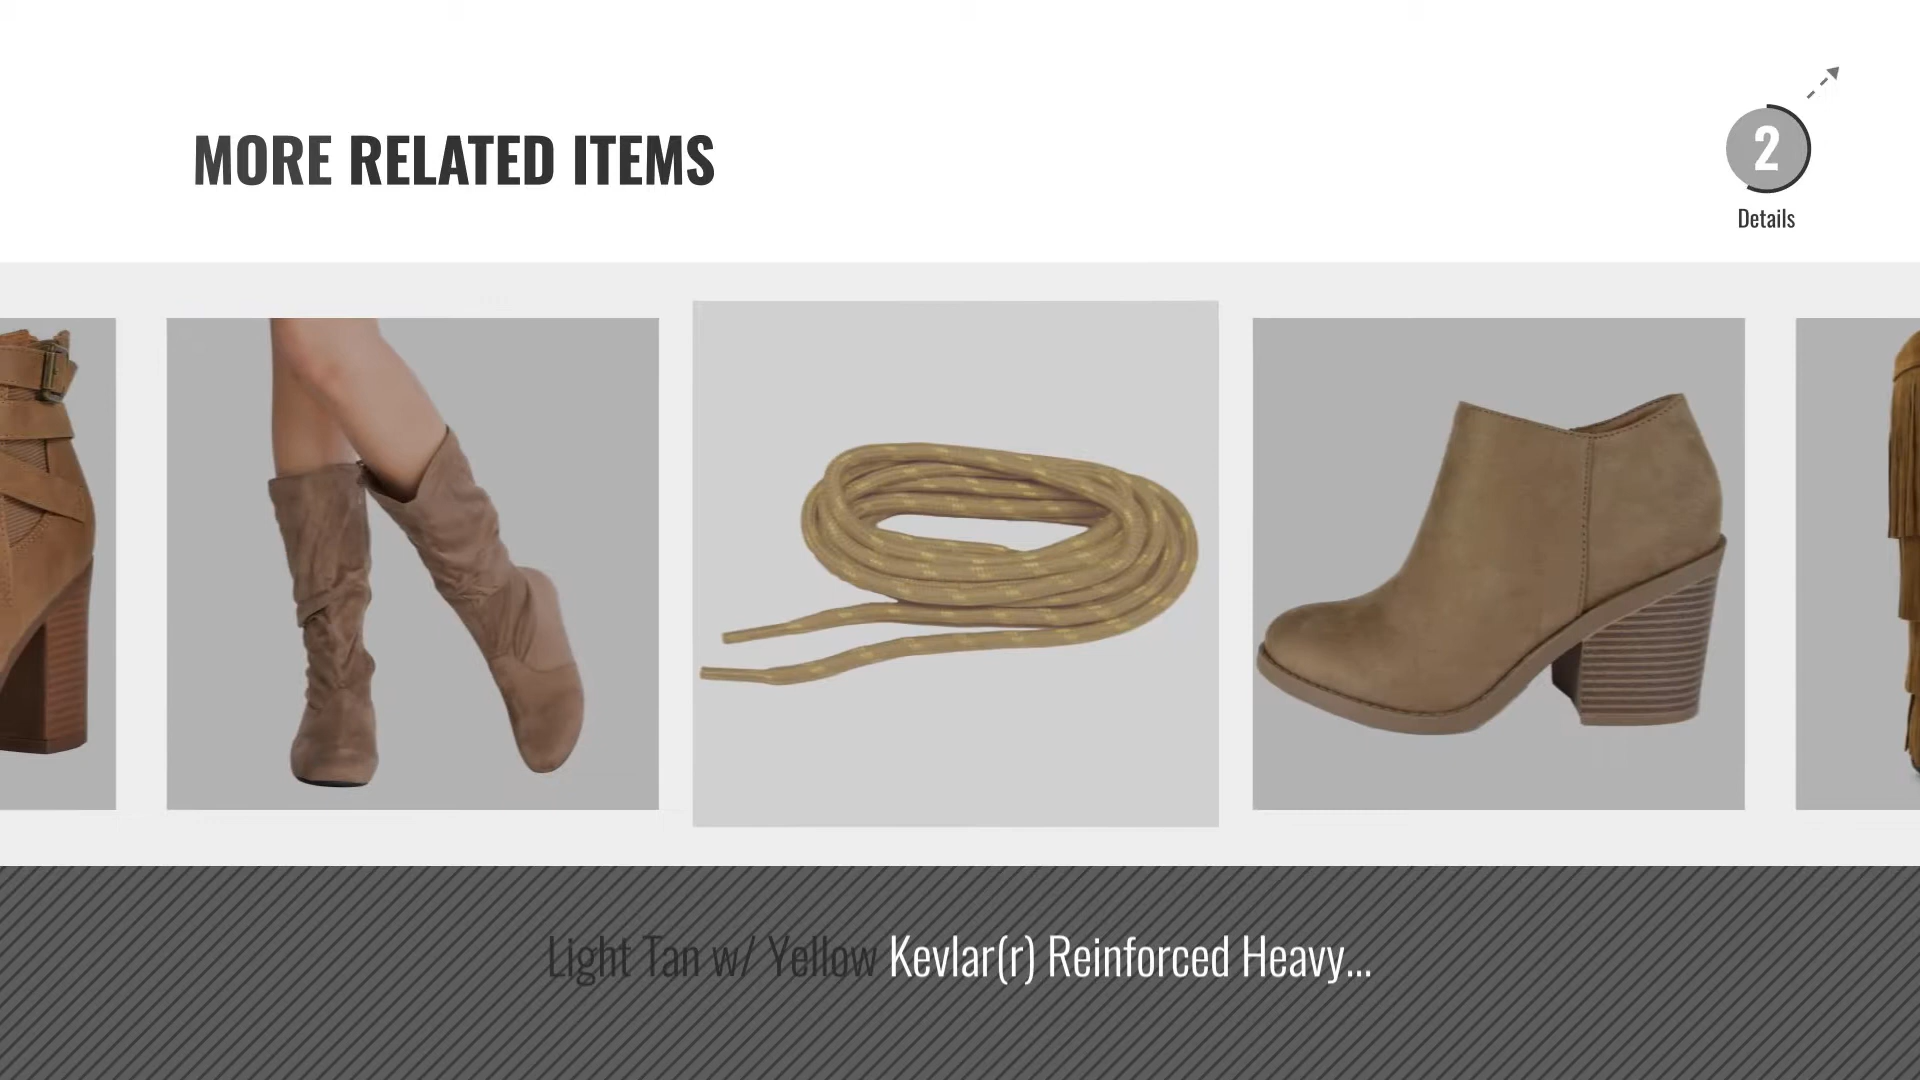 MORE RELATED ITEMS
2
Details
Light Tan w/ Yellow Kevlar(r) Reinforced Heavy...